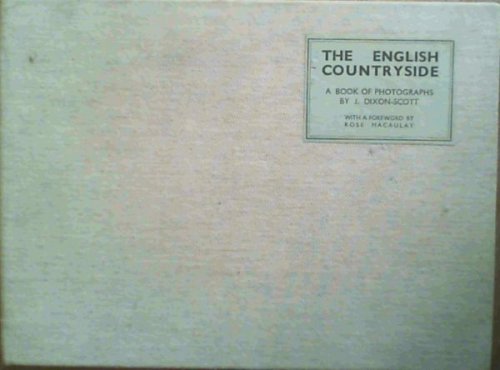 THE ENGLISH
COUNTRYSIDE
A BOOK OF PHOTOGRAPHS
BY J. DIXON-SCOTT
WITH A FOREWORD BY
ROSE MACAULAY